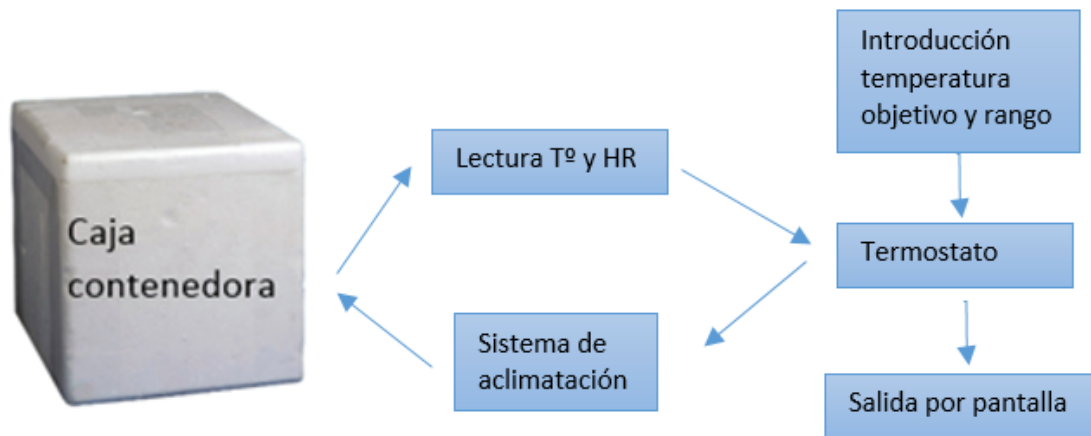 Caja
contenedora
Lectura Tº y HR
Sistema de
aclimatación
Introducción
temperatura
objetivo y rango
Termostato
Salida por pantalla